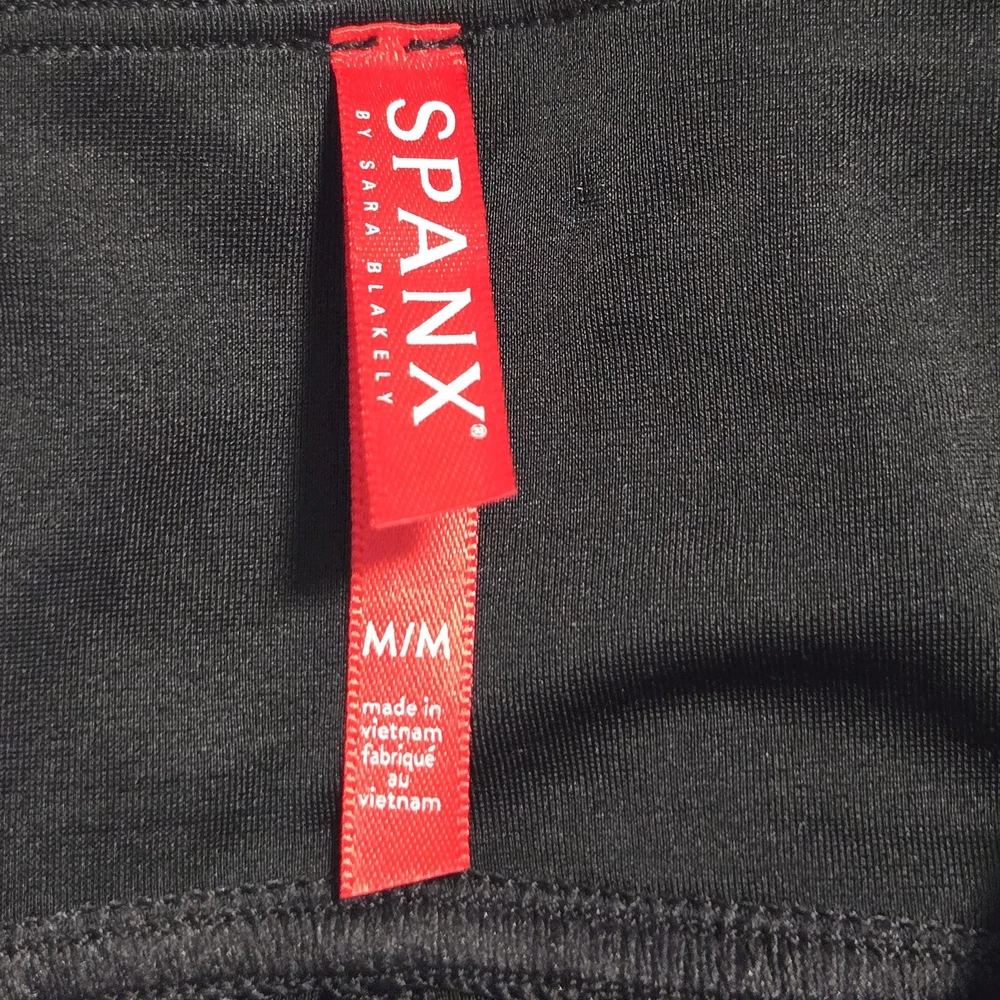 SPANX®
BY SARA BLAKELY
M/M
made in
vietnam
fabriqué
au
vietnam